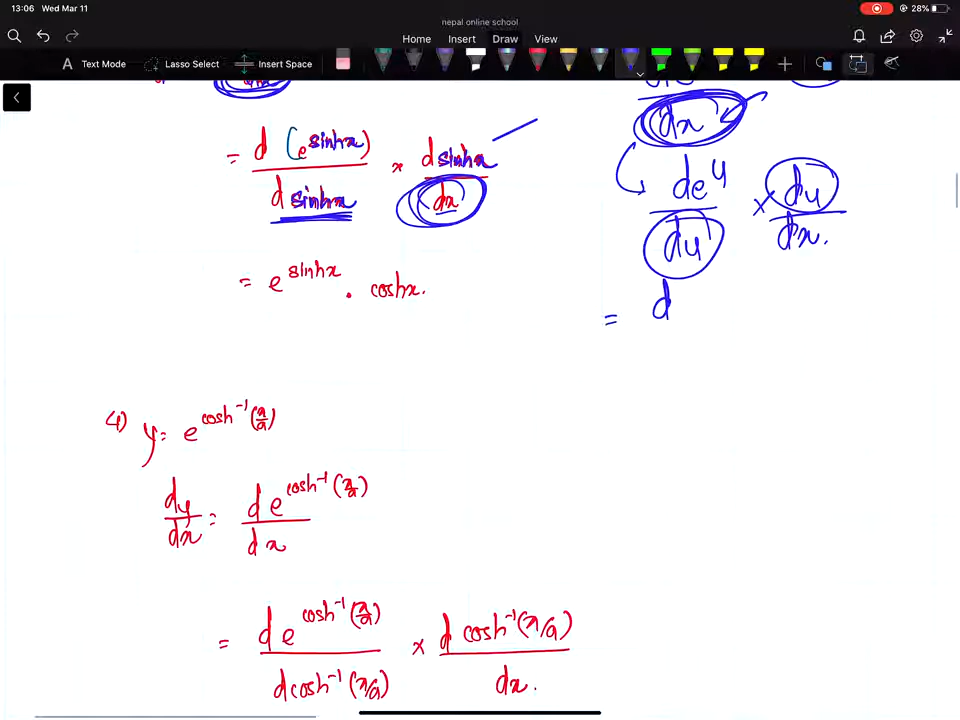 13:06 Wed Mar 11
28%
nepal online school
Home Insert Draw View
Text Mode Lasso Select Insert Space
dx
= d (e^sinhx) / d sinhx × d sinhx / dx
de^u / du × du / dx.
= e^sinhx . coshx.
= d
4) y = e^cosh⁻¹(x/a)
dy/dx = d e^cosh⁻¹(x/a) / dx
= d e^cosh⁻¹(x/a) / dcosh⁻¹(x/a) × d cosh⁻¹(x/a) / dx.